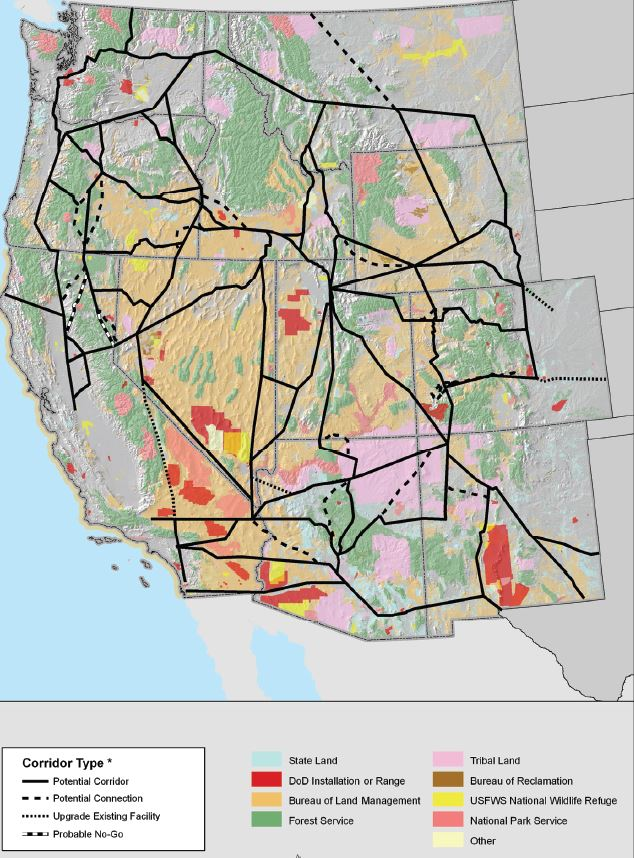 Corridor Type *
Potential Corridor
Potential Connection
Upgrade Existing Facility
Probable No-Go
State Land
DoD Installation or Range
Bureau of Land Management
Forest Service
Tribal Land
Bureau of Reclamation
USFWS National Wildlife Refuge
National Park Service
Other